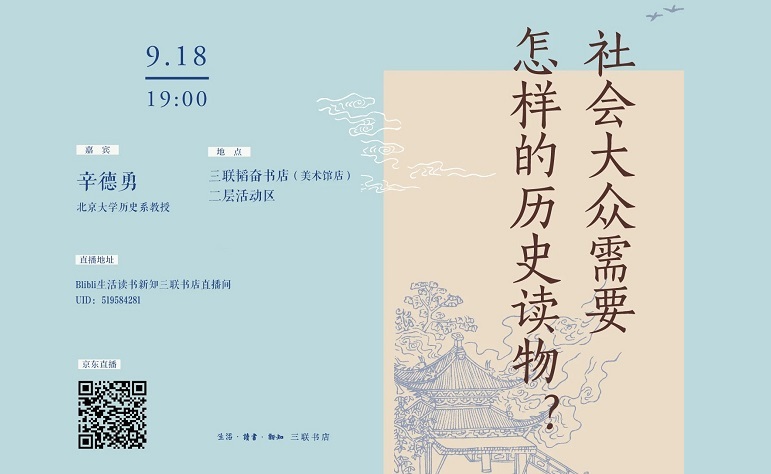 社会大众需要
怎样的历史读物？
9.18
19:00
嘉 宾
辛德勇
北京大学历史系教授
地 点
三联韬奋书店（美术馆店）
二层活动区
直播地址
Blibli生活读书新知三联书店直播间
UID：519584281
京东直播
生活·讀書·新知 三联书店